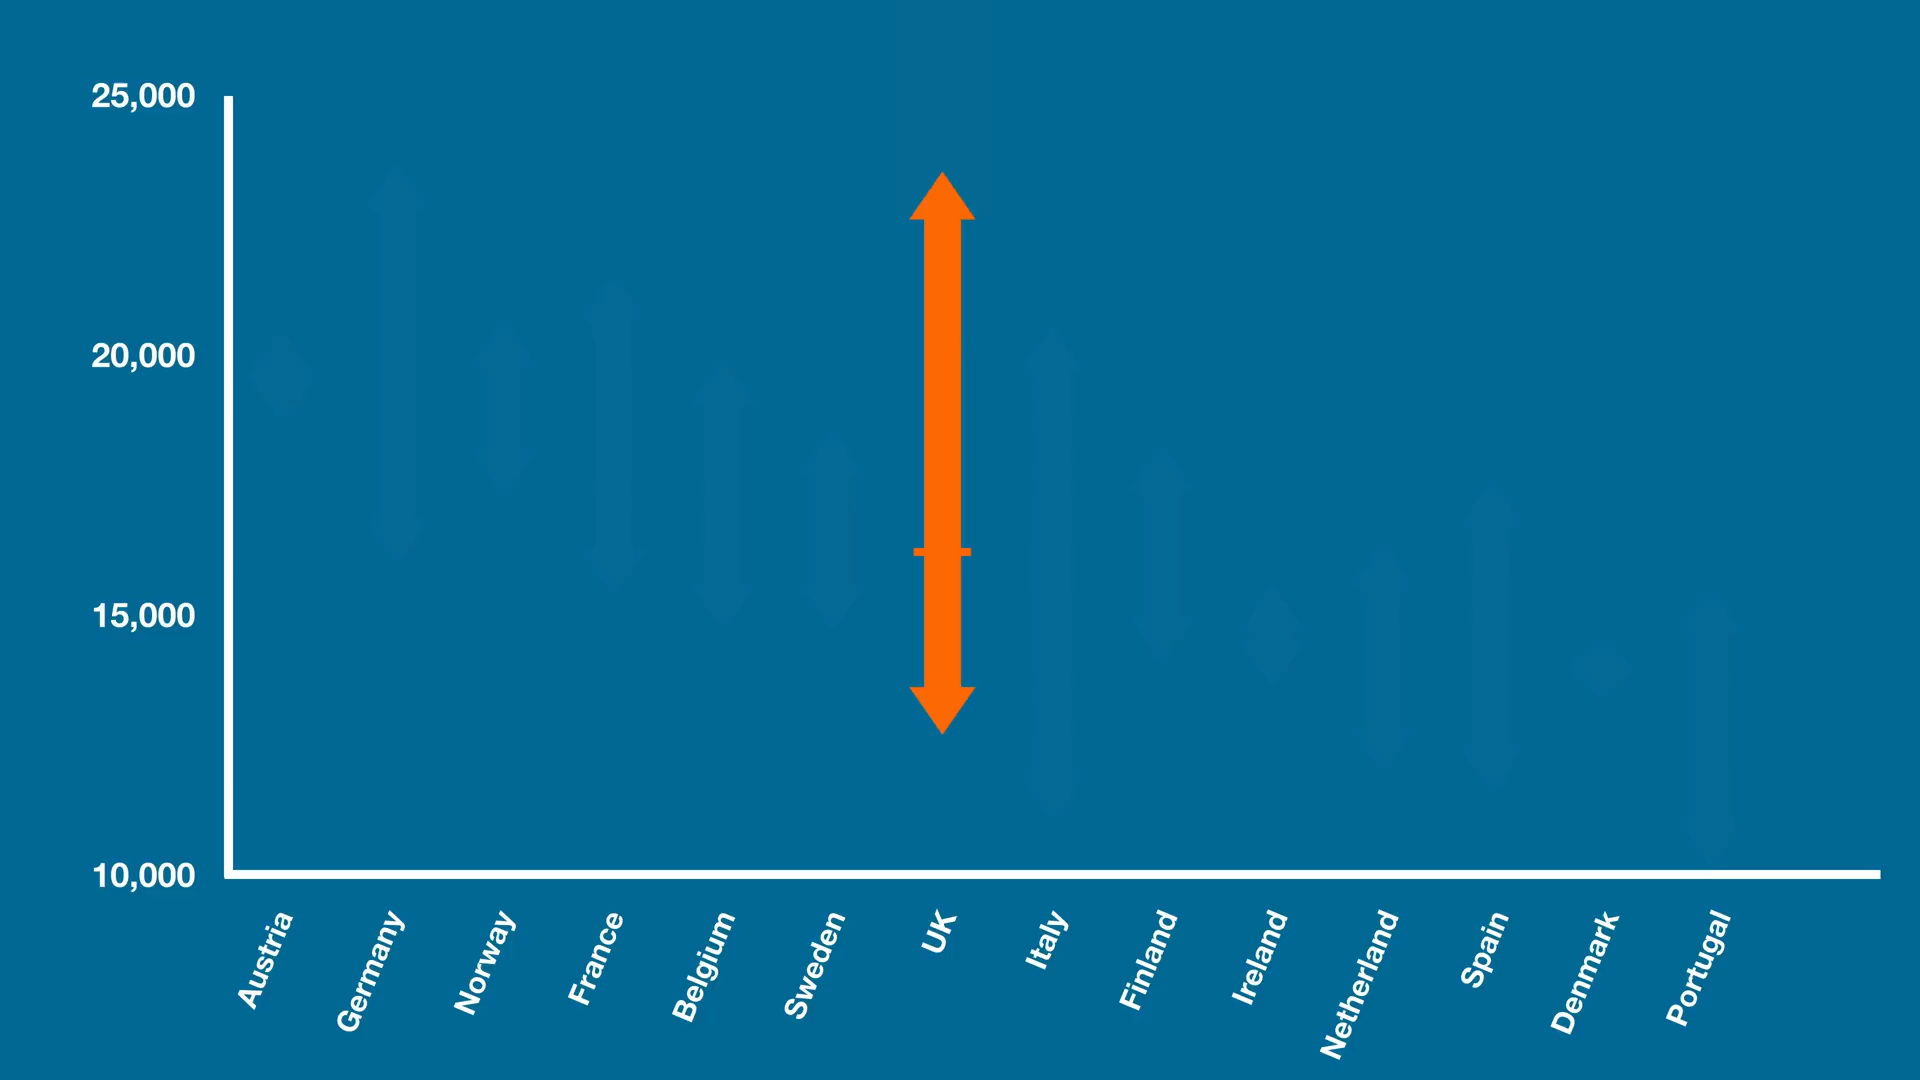 25,000
20,000
15,000
10,000
Austria
Germany
Norway
France
Belgium
Sweden
UK
Italy
Finland
Ireland
Netherland
Spain
Denmark
Portugal